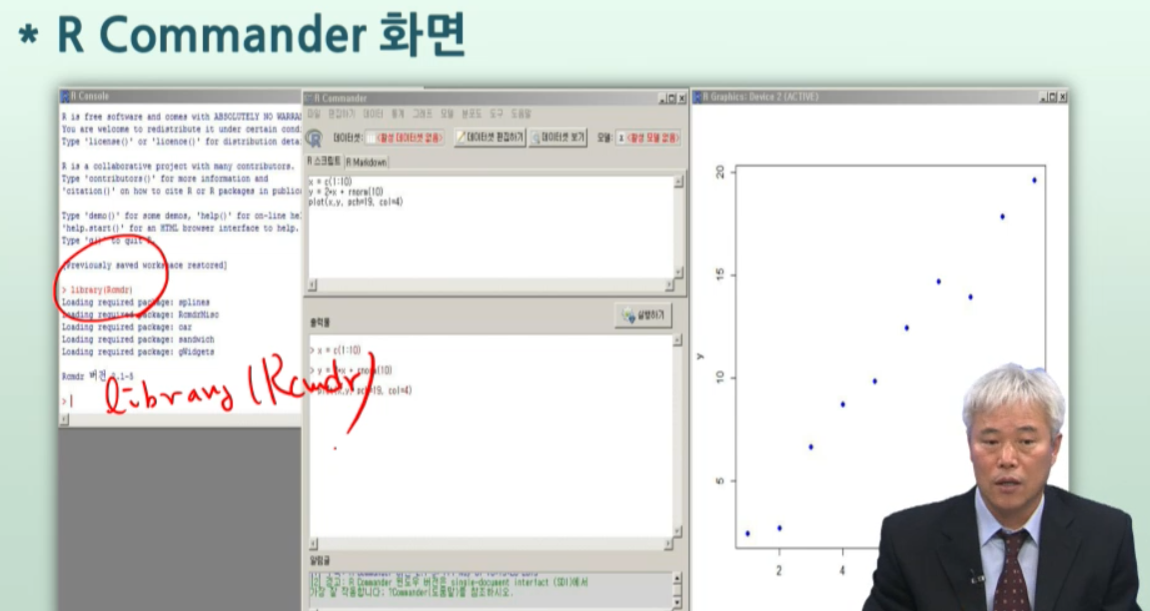 * R Commander 화면
R Console
R is free software and comes with ABSOLUTELY NO WARRA
You are welcome to redistribute it under certain cond
Type 'license()' or 'licence()' for distribution deta
R is a collaborative project with many contributors.
Type 'contributors()' for more information and
'citation()' on how to cite R or R packages in public
Type 'demo()' for some demos, 'help()' for on-line he
'help.start()' for an HTML browser interface to help.
Type 'q()' to quit R.
[Previously saved workspace restored]
> library(Rcmdr)
Loading required package: splines
Loading required package: RcmdrMisc
Loading required package: car
Loading required package: sandwich
Loading required package: gWidgets
Rcmdr 버전 2.1-5
>
library(Rcmdr)
R Commander
파일 편집하기 데이터 통계 그래프 모델 분포도 도구 도움말
데이터셋: <활성 데이터셋 없음> 데이터셋 편집하기 데이터셋 보기 모델: Σ <활성 모델 없음>
R 스크립트 R Markdown
x = c(1:10)
y = 2*x + rnorm(10)
plot(x,y, pch=19, col=4)
출력물
실행하기
> x = c(1:10)
> y = 2*x + rnorm(10)
> plot(x,y, pch=19, col=4)
알림글
[2] 경고: R Commander 윈도우 버전은 single-document interface (SDI)에서
가장 잘 작동합니다; ?Commander(도움말)를 참조하시오.
R Graphics: Device 2 (ACTIVE)
20
15
y
10
5
2 4